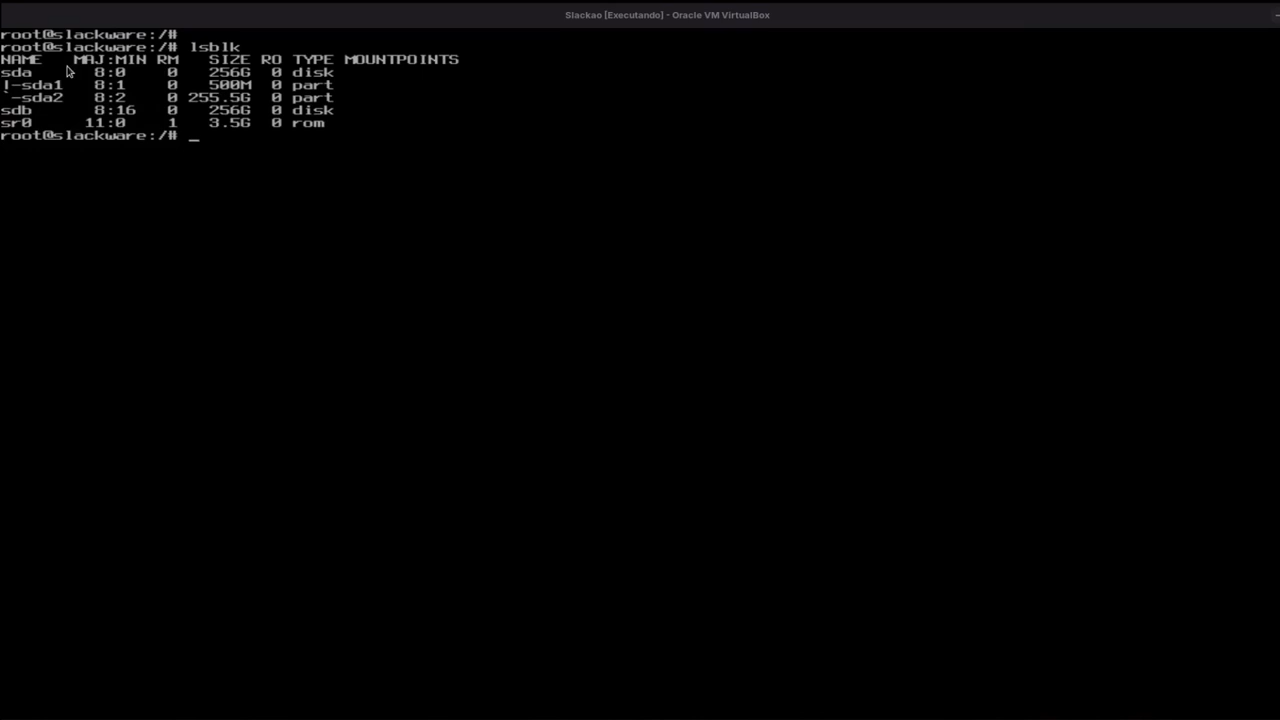 Slackao [Executando] - Oracle VM VirtualBox
root@slackware:/#
root@slackware:/# lsblk
NAME   MAJ:MIN RM   SIZE RO TYPE MOUNTPOINTS
sda      8:0    0   256G  0 disk
|-sda1   8:1    0   500M  0 part
`-sda2   8:2    0 255.5G  0 part
sdb      8:16   0   256G  0 disk
sr0     11:0    1   3.5G  0 rom
root@slackware:/# _